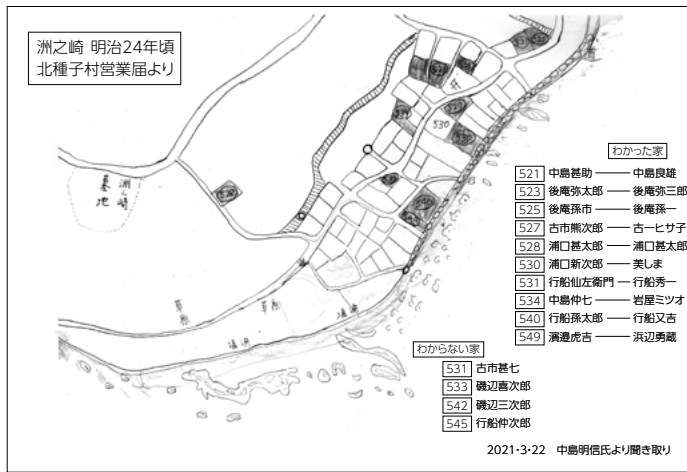 洲之崎 明治24年頃
北種子村営業届より
530
洲之崎
墓地
草原
草原
塩浜
塩浜
わかった家
521 中島甚助 ── 中島良雄
523 後庵弥太郎 ── 後庵弥三郎
525 後庵孫市 ── 後庵孫一
527 古市熊次郎 ── 古一ヒサ子
528 浦口甚太郎 ── 浦口甚太郎
530 浦口新次郎 ── 美しま
531 行船仙左衛門 ─ 行船秀一
534 中島仲七 ── 岩屋ミツオ
540 行船孫太郎 ── 行船又吉
549 濱邉虎吉 ── 浜辺勇蔵
わからない家
531 古市甚七
533 磯辺喜次郎
542 磯辺三次郎
545 行船仲次郎
2021・3・22 中島明信氏より聞き取り